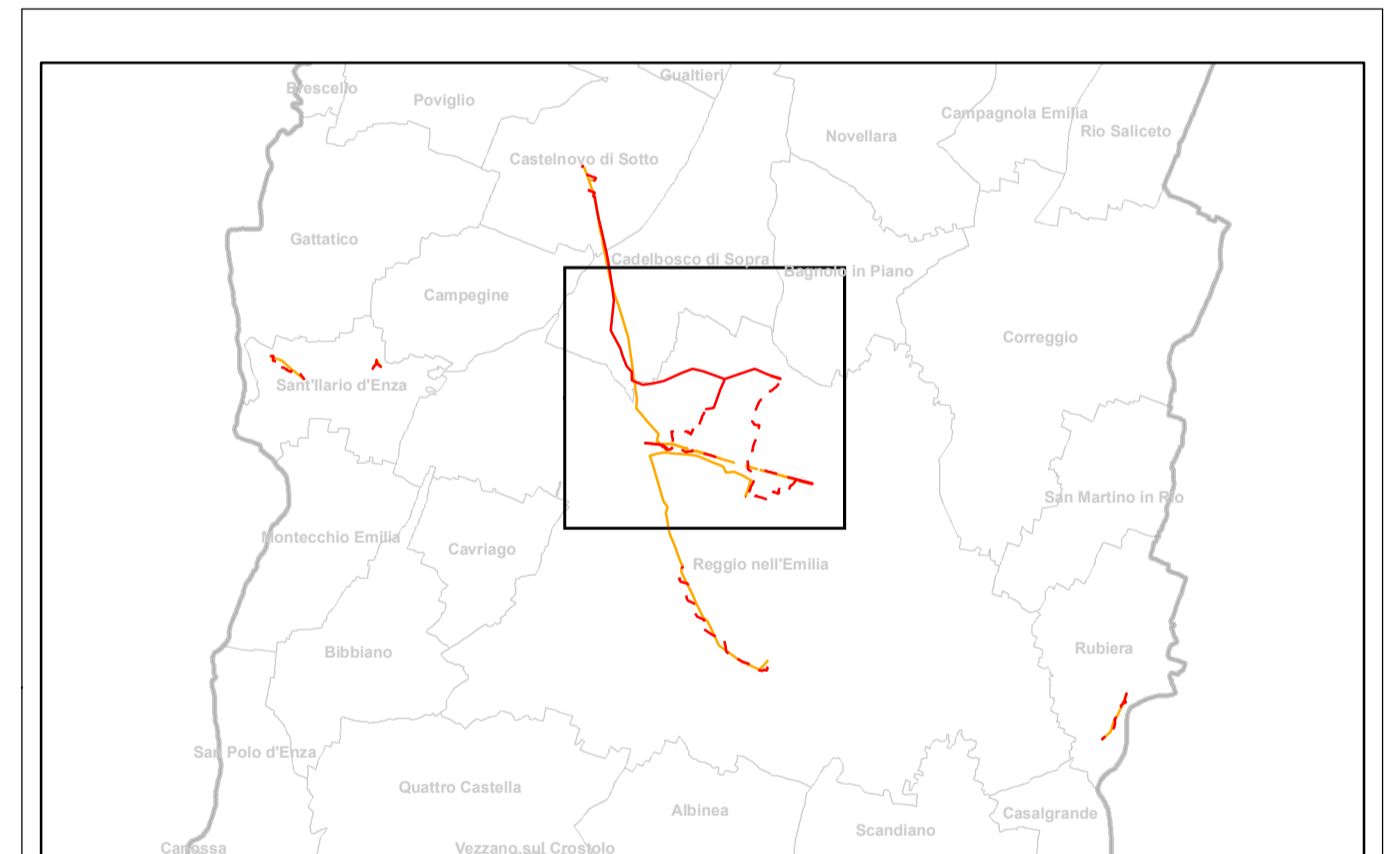 Gualtieri
Brescello
Poviglio
Campagnola Emilia
Rio Saliceto
Novellara
Castelnovo di Sotto
Gattatico
Cadelbosco di Sopra
Bagnolo in Piano
Campegine
Correggio
Sant'Ilario d'Enza
San Martino in Rio
Montecchio Emilia
Cavriago
Reggio nell'Emilia
Bibbiano
Rubiera
San Polo d'Enza
Quattro Castella
Albinea
Casalgrande
Scandiano
Canossa
Vezzano sul Crostolo